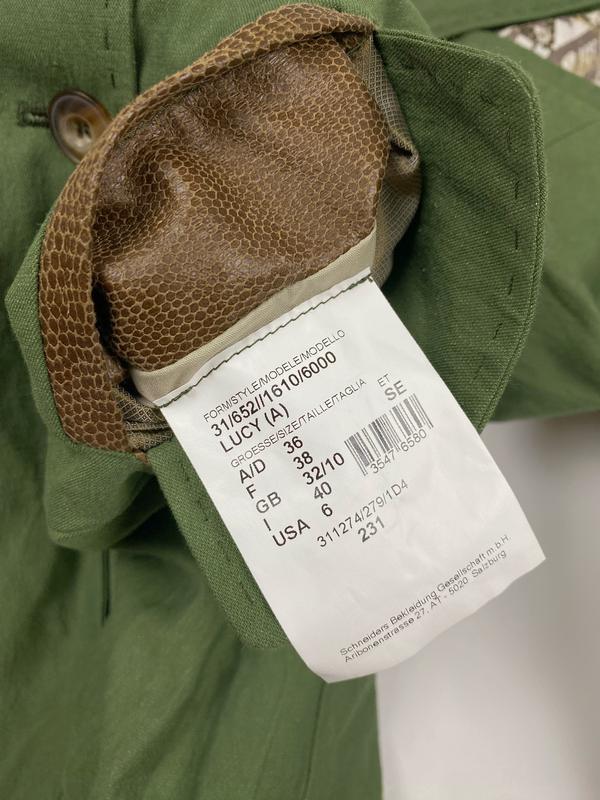 FORM/STYLE/MODELE/MODELLO
31/652//1610/6000
LUCY (A)
GROESSE/SIZE/TAILLE/TAGLIA ET
A/D 36 SE
F 38
GB 32/10
I 40
USA 6
3547 6580
311274/279/1D4
231
Schneiders Bekleidung Gesellschaft m.b.H.
Aribonenstrasse 27, AT - 5020 Salzburg